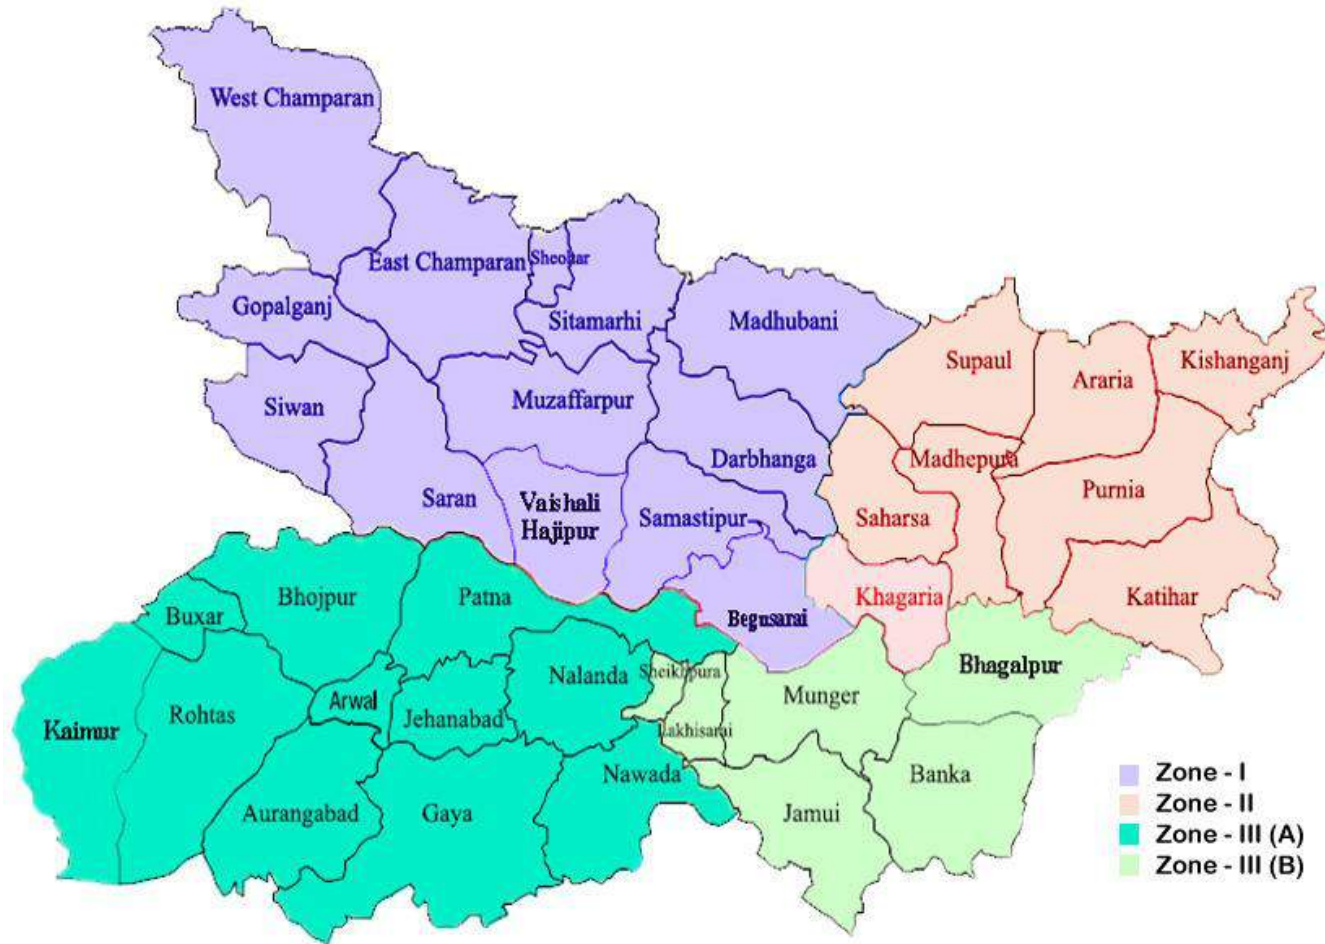 West Champaran
East Champaran
Sheohar
Gopalganj
Sitamarhi
Madhubani
Supaul
Araria
Kishanganj
Siwan
Muzaffarpur
Darbhanga
Madhepura
Purnia
Saran
Vaishali
Hajipur
Samastipur
Saharsa
Bhojpur
Patna
Khagaria
Katihar
Buxar
Begusarai
Nalanda
Sheikhpura
Bhagalpur
Kaimur
Rohtas
Arwal
Jehanabad
Munger
Lakhisarai
Nawada
Banka
Aurangabad
Gaya
Jamui
Zone - I
Zone - II
Zone - III (A)
Zone - III (B)